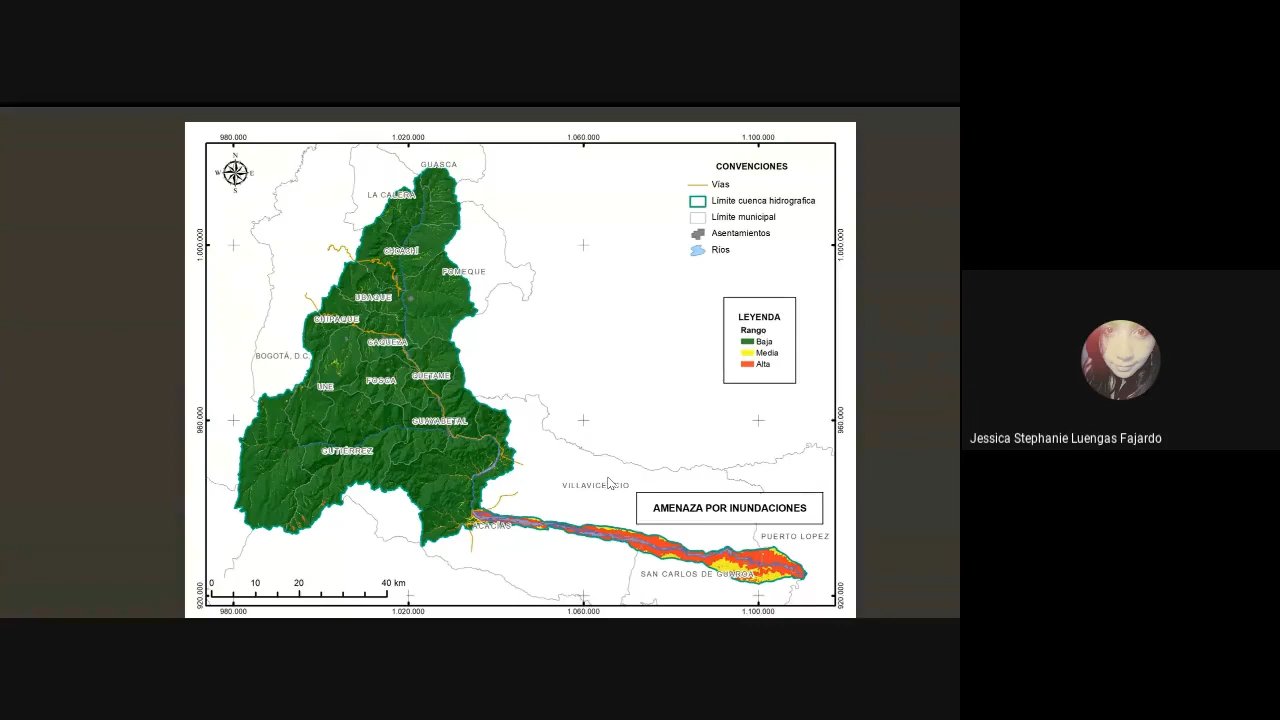 980.000
1.020.000
1.060.000
1.100.000
N
W
E
S
GUASCA
LA CALERA
CHOACHÍ
FOMEQUE
UBAQUE
CHIPAQUE
CAQUEZA
BOGOTÁ, D.C.
QUETAME
FOSCA
UNE
GUAYABETAL
GUTIÉRREZ
VILLAVICENCIO
ACACIAS
PUERTO LOPEZ
SAN CARLOS DE GUAROA
CONVENCIONES
Vías
Límite cuenca hidrografica
Límite municipal
Asentamientos
Ríos
LEYENDA
Rango
Baja
Media
Alta
AMENAZA POR INUNDACIONES
1.000.000
960.000
920.000
1.000.000
960.000
920.000
0 10 20 40 km
980.000
1.020.000
1.060.000
1.100.000
Jessica Stephanie Luengas Fajardo